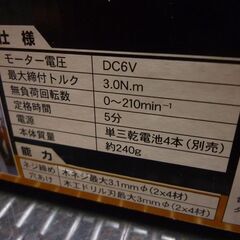 仕様
モーター電圧 DC6V
最大締付トルク 3.0N.m
無負荷回転数 0~210min⁻¹
定格時間 5分
電源 単三乾電池4本(別売)
本体質量 約240g
能力
ネジ締め 木ネジ最大3.1mmφ(2x4材)
穴あけ 木工ドリル刃最大3mmφ(2x4材)